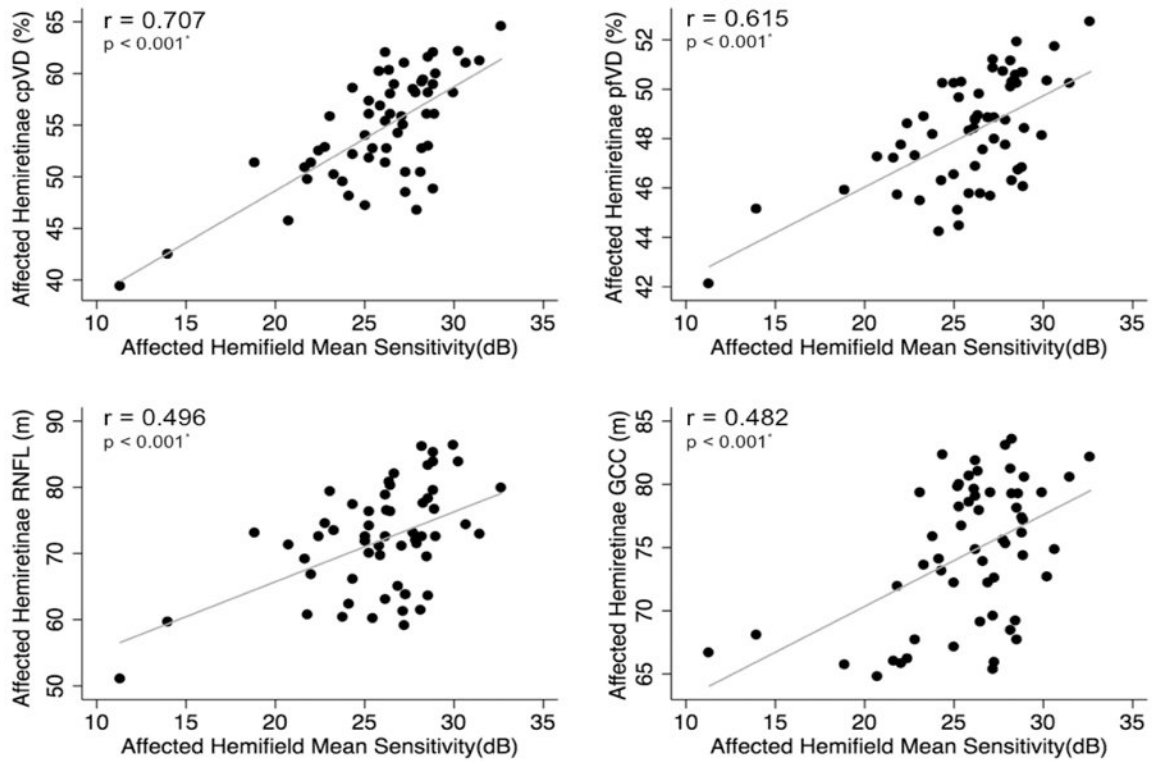 r = 0.707
p < 0.001*
65
60
55
50
45
40
Affected Hemiretinae cpVD (%)
10 15 20 25 30 35
Affected Hemifield Mean Sensitivity(dB)
r = 0.615
p < 0.001*
52
50
48
46
44
42
Affected Hemiretinae pfVD (%)
10 15 20 25 30 35
Affected Hemifield Mean Sensitivity(dB)
r = 0.496
p < 0.001*
90
80
70
60
50
Affected Hemiretinae RNFL (m)
10 15 20 25 30 35
Affected Hemifield Mean Sensitivity(dB)
r = 0.482
p < 0.001*
85
80
75
70
65
Affected Hemiretinae GCC (m)
10 15 20 25 30 35
Affected Hemifield Mean Sensitivity(dB)